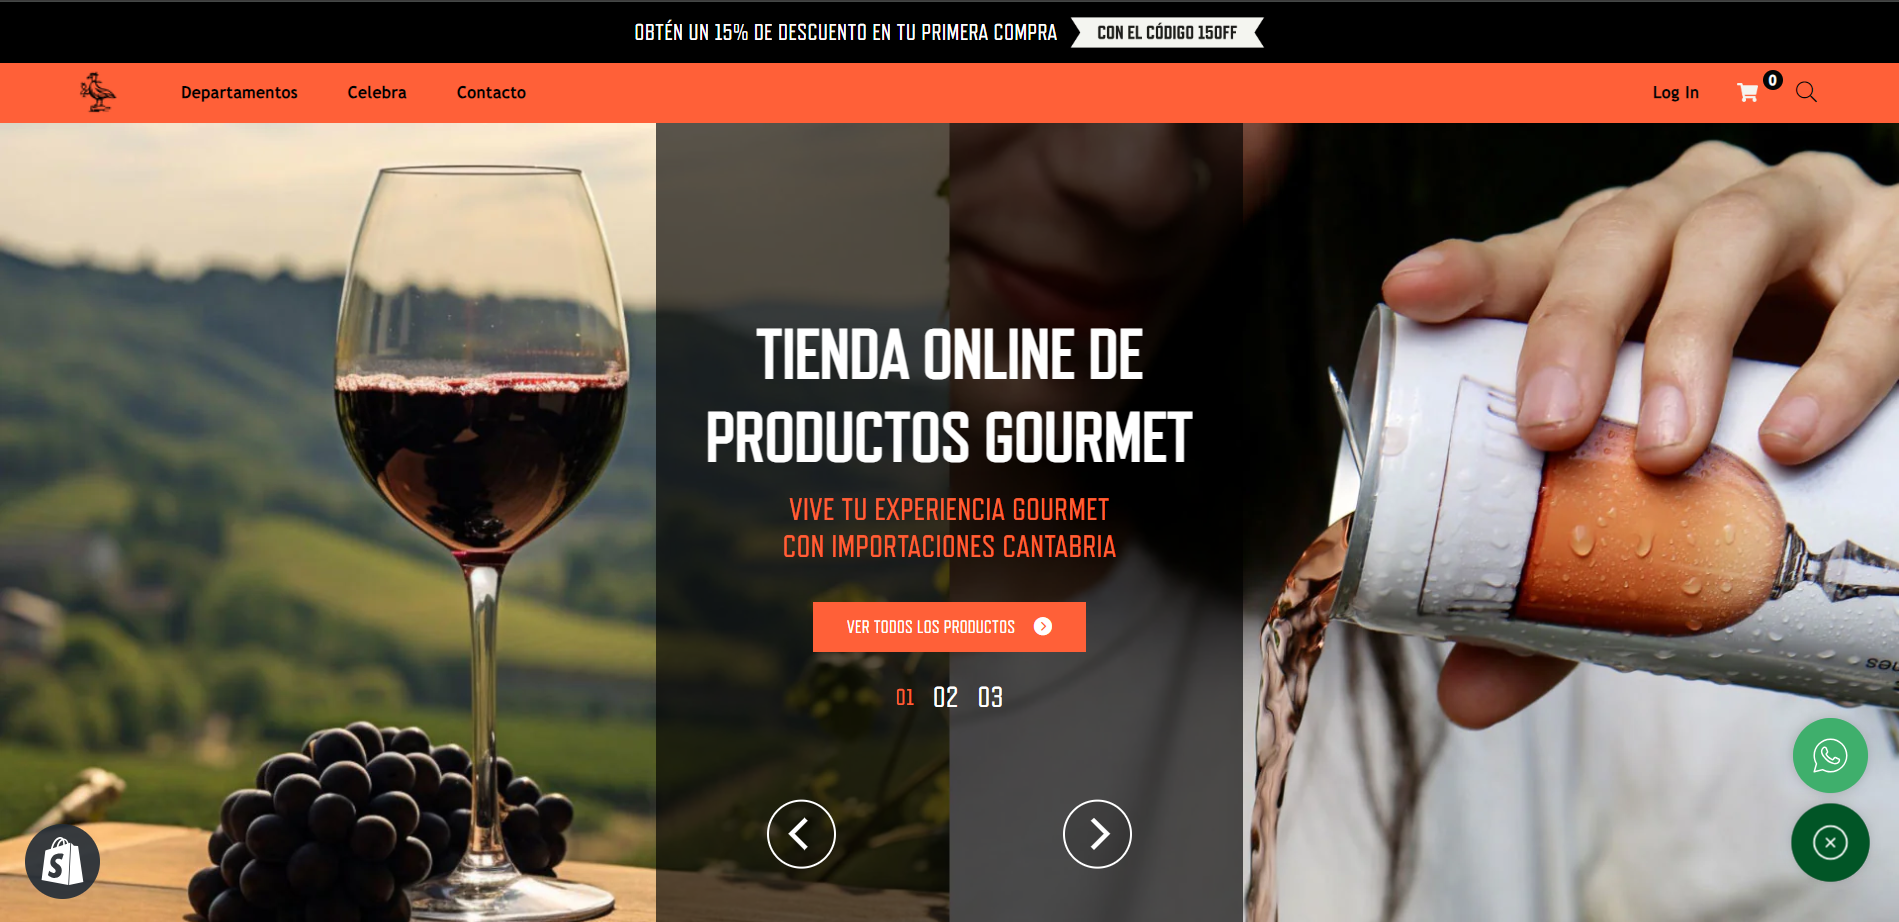 OBTÉN UN 15% DE DESCUENTO EN TU PRIMERA COMPRA CON EL CÓDIGO 15OFF
Departamentos Celebra Contacto Log In 0
TIENDA ONLINE DE
PRODUCTOS GOURMET
VIVE TU EXPERIENCIA GOURMET
CON IMPORTACIONES CANTABRIA
VER TODOS LOS PRODUCTOS
01 02 03
S